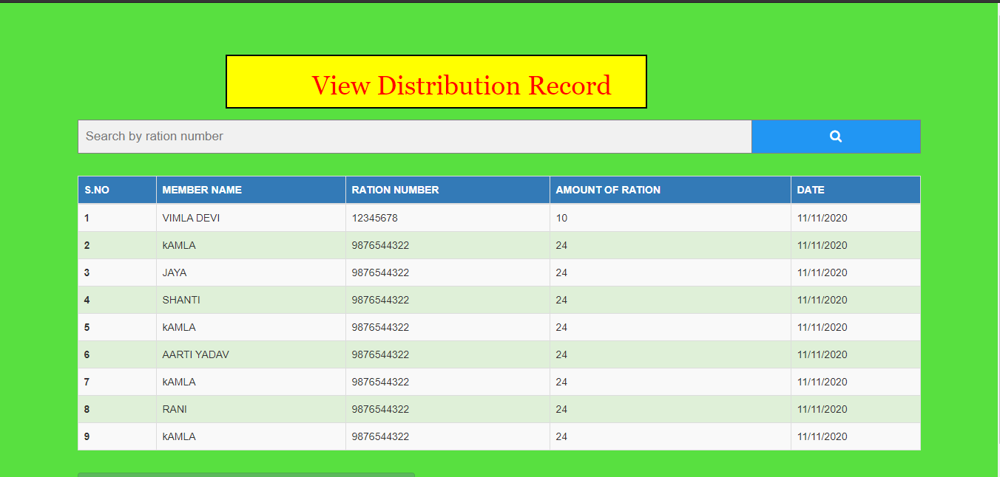 View Distribution Record
Search by ration number
S.NO MEMBER NAME RATION NUMBER AMOUNT OF RATION DATE
1 VIMLA DEVI 12345678 10 11/11/2020
2 kAMLA 9876544322 24 11/11/2020
3 JAYA 9876544322 24 11/11/2020
4 SHANTI 9876544322 24 11/11/2020
5 kAMLA 9876544322 24 11/11/2020
6 AARTI YADAV 9876544322 24 11/11/2020
7 kAMLA 9876544322 24 11/11/2020
8 RANI 9876544322 24 11/11/2020
9 kAMLA 9876544322 24 11/11/2020